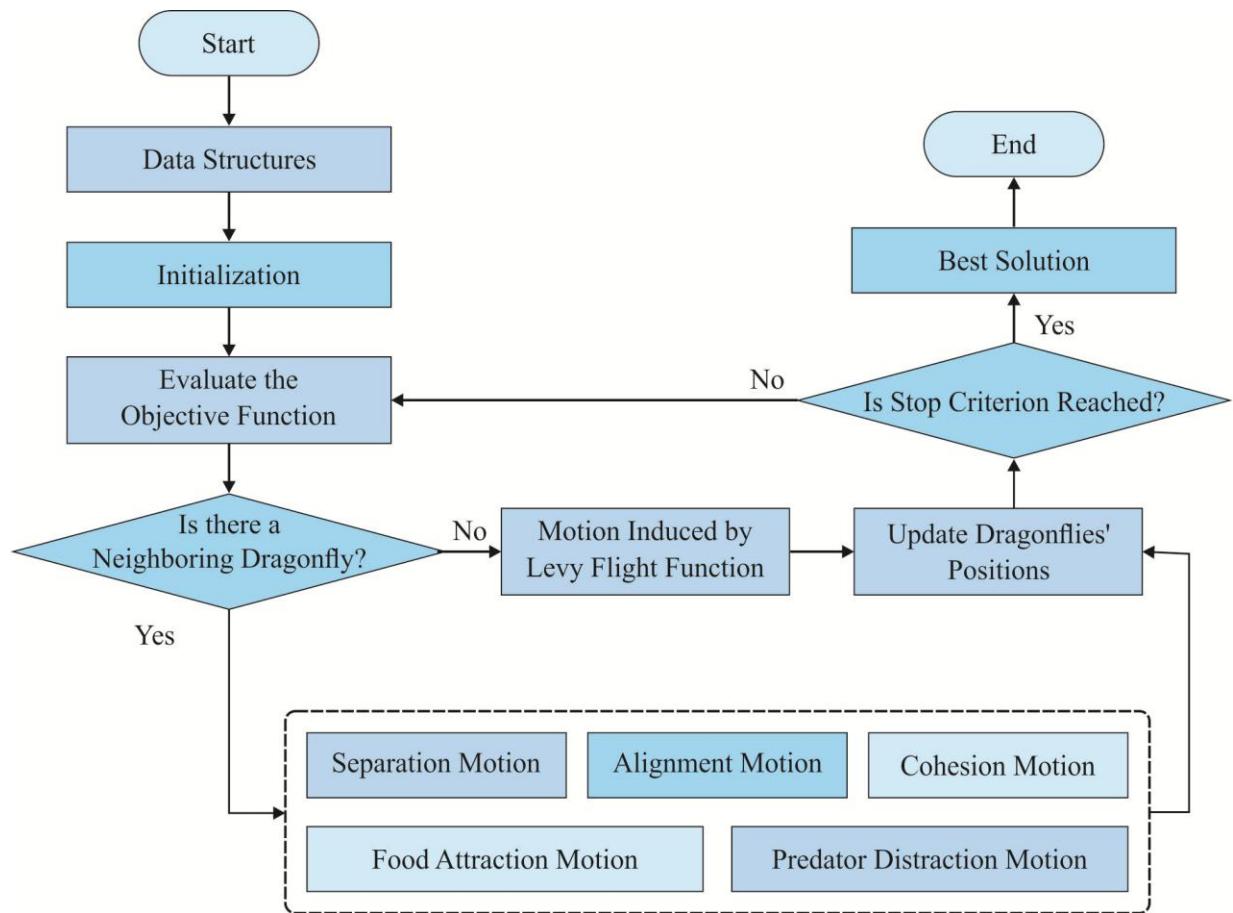 Start
Data Structures
Initialization
Evaluate the
Objective Function
Is there a
Neighboring Dragonfly?
No
Yes
Motion Induced by
Levy Flight Function
Update Dragonflies'
Positions
Is Stop Criterion Reached?
No
Yes
Best Solution
End
Separation Motion
Alignment Motion
Cohesion Motion
Food Attraction Motion
Predator Distraction Motion